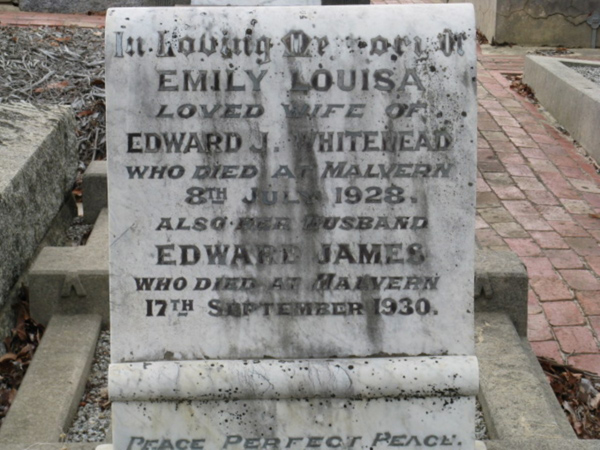 In Loving Memory Of
EMILY LOUISA
LOVED WIFE OF
EDWARD J. WHITEHEAD
WHO DIED AT MALVERN
8TH JULY 1928.
ALSO HER HUSBAND
EDWARD JAMES
WHO DIED AT MALVERN
17TH SEPTEMBER 1930.
PEACE PERFECT PEACE.